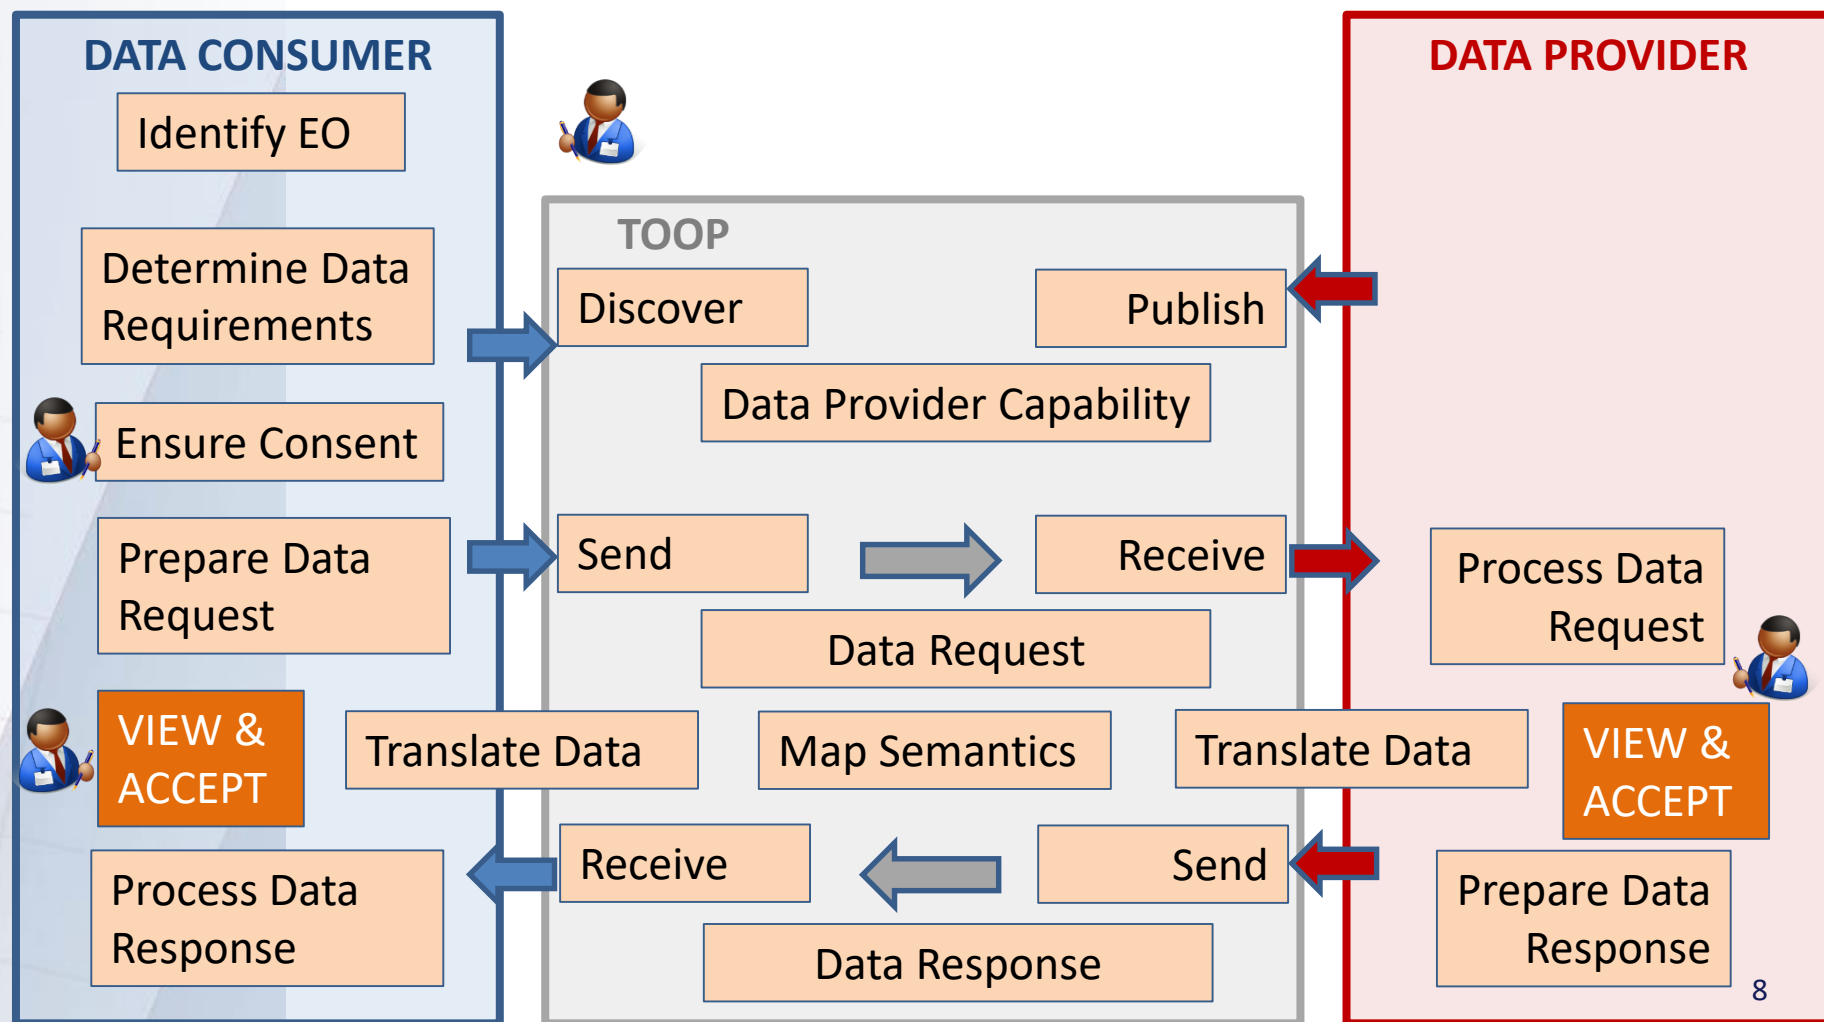 DATA CONSUMER
Identify EO
Determine Data
Requirements
Ensure Consent
Prepare Data
Request
VIEW &
ACCEPT
Process Data
Response
TOOP
Discover
Publish
Data Provider Capability
Send
Receive
Data Request
Translate Data
Map Semantics
Translate Data
Receive
Send
Data Response
DATA PROVIDER
Process Data
Request
VIEW &
ACCEPT
Prepare Data
Response
8